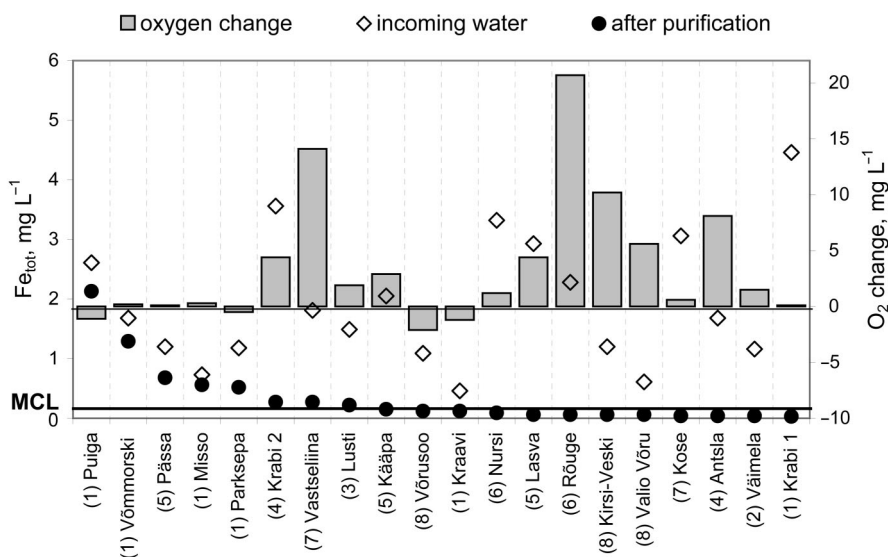 oxygen change
incoming water
after purification
Fe_tot, mg L⁻¹
6
5
4
3
2
1
0
MCL
20
15
10
5
0
−5
−10
O₂ change, mg L⁻¹
(1) Puiga
(1) Võmmorski
(5) Pässa
(1) Misso
(1) Parksepa
(4) Krabi 2
(7) Vastseliina
(3) Lusti
(5) Kääpa
(8) Võrusoo
(1) Kraavi
(6) Nursi
(5) Lasva
(6) Rõuge
(8) Kirsi-Veski
(8) Valio Võru
(7) Kose
(4) Antsla
(2) Väimela
(1) Krabi 1